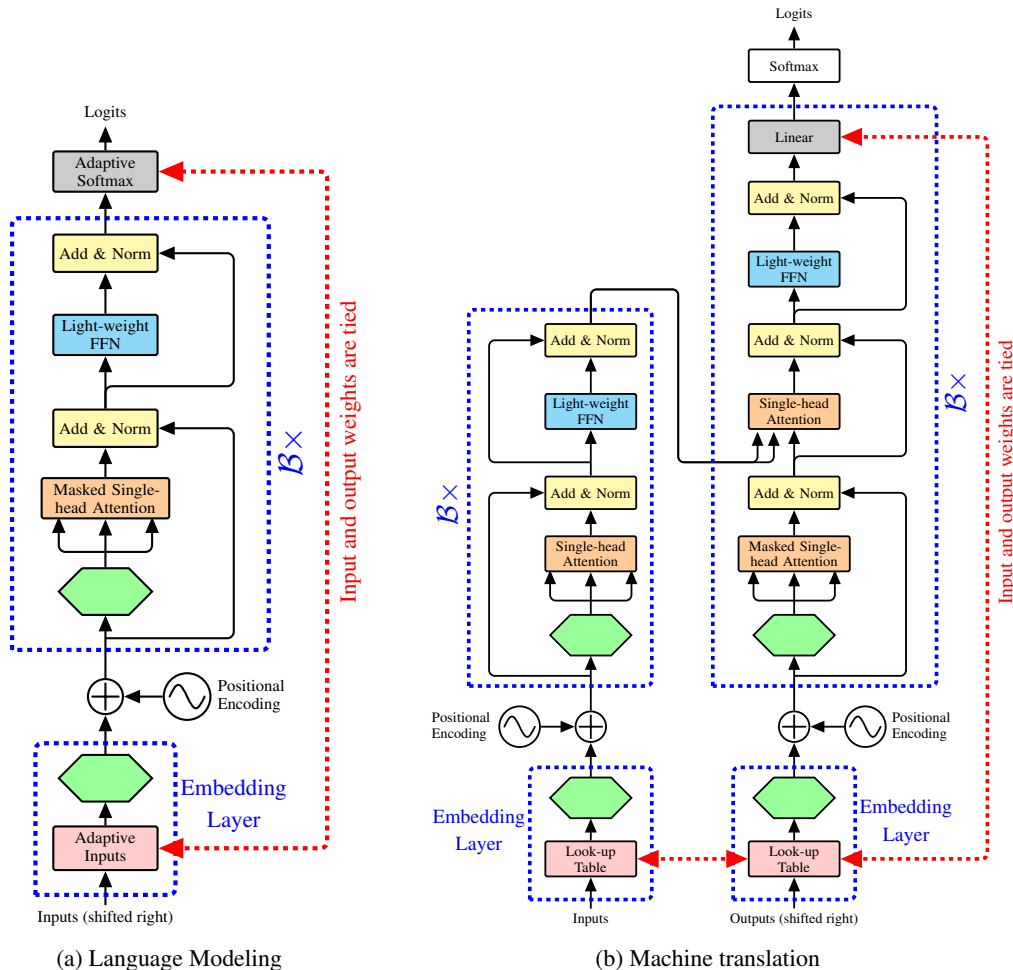 Logits
Adaptive
Softmax
Add & Norm
Light-weight
FFN
Add & Norm
Masked Single-
head Attention
B×
Input and output weights are tied
Positional
Encoding
Embedding
Layer
Adaptive
Inputs
Inputs (shifted right)
(a) Language Modeling
Logits
Softmax
Linear
Add & Norm
Light-weight
FFN
Add & Norm
Single-head
Attention
Add & Norm
Masked Single-
head Attention
B×
Input and output weights are tied
Add & Norm
Light-weight
FFN
Add & Norm
Single-head
Attention
B×
Positional
Encoding
Positional
Encoding
Embedding
Layer
Look-up
Table
Inputs
Embedding
Layer
Look-up
Table
Outputs (shifted right)
(b) Machine translation